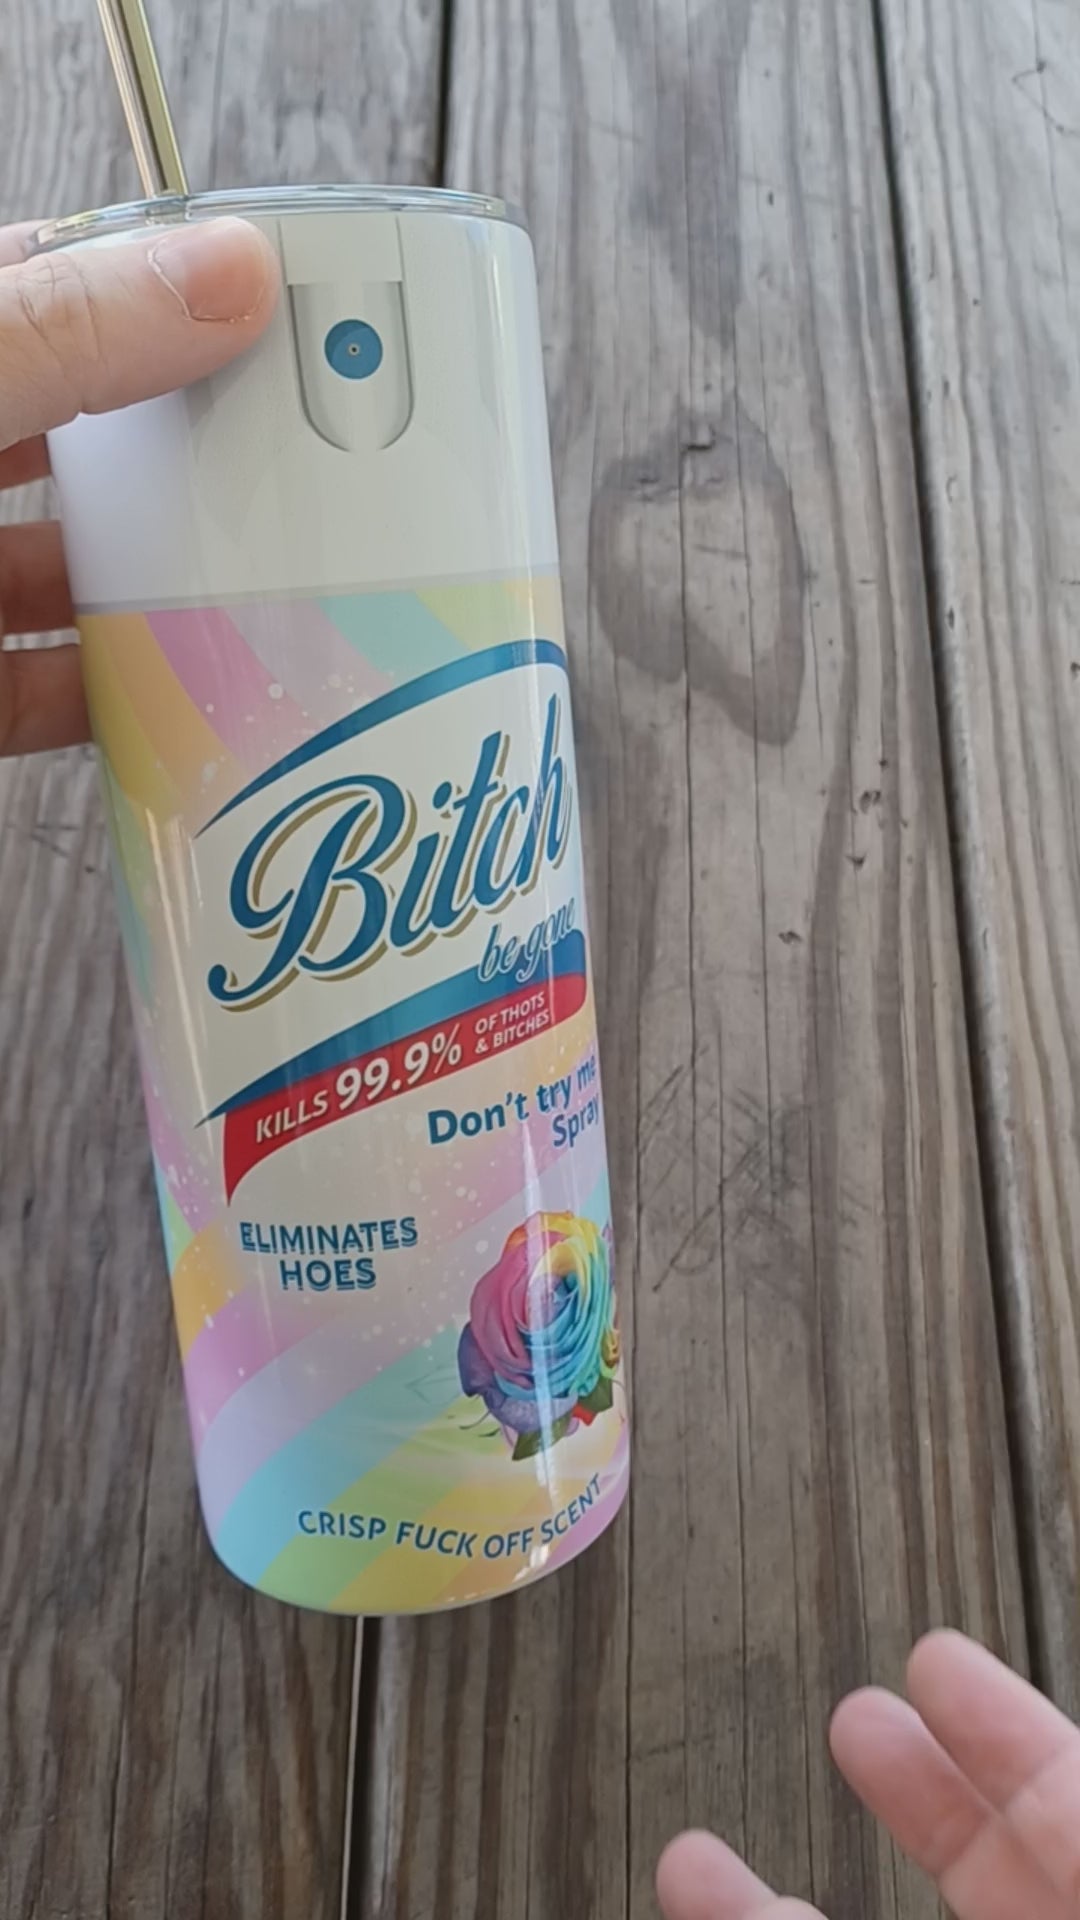 Bitch
be gone
KILLS 99.9% OF THOTS
& BITCHES
Don't try me
Spray
ELIMINATES
HOES
CRISP FUCK OFF SCENT